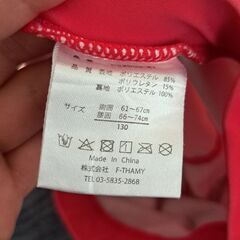 品質 表地 ポリエステル 85%
ポリウレタン 15%
裏地 ポリエステル 100%
サイズ 胸囲 61~67cm
腰囲 66~74cm
130
Made in CHINA
株式会社 F-THAMY
TEL:03-5835-2868